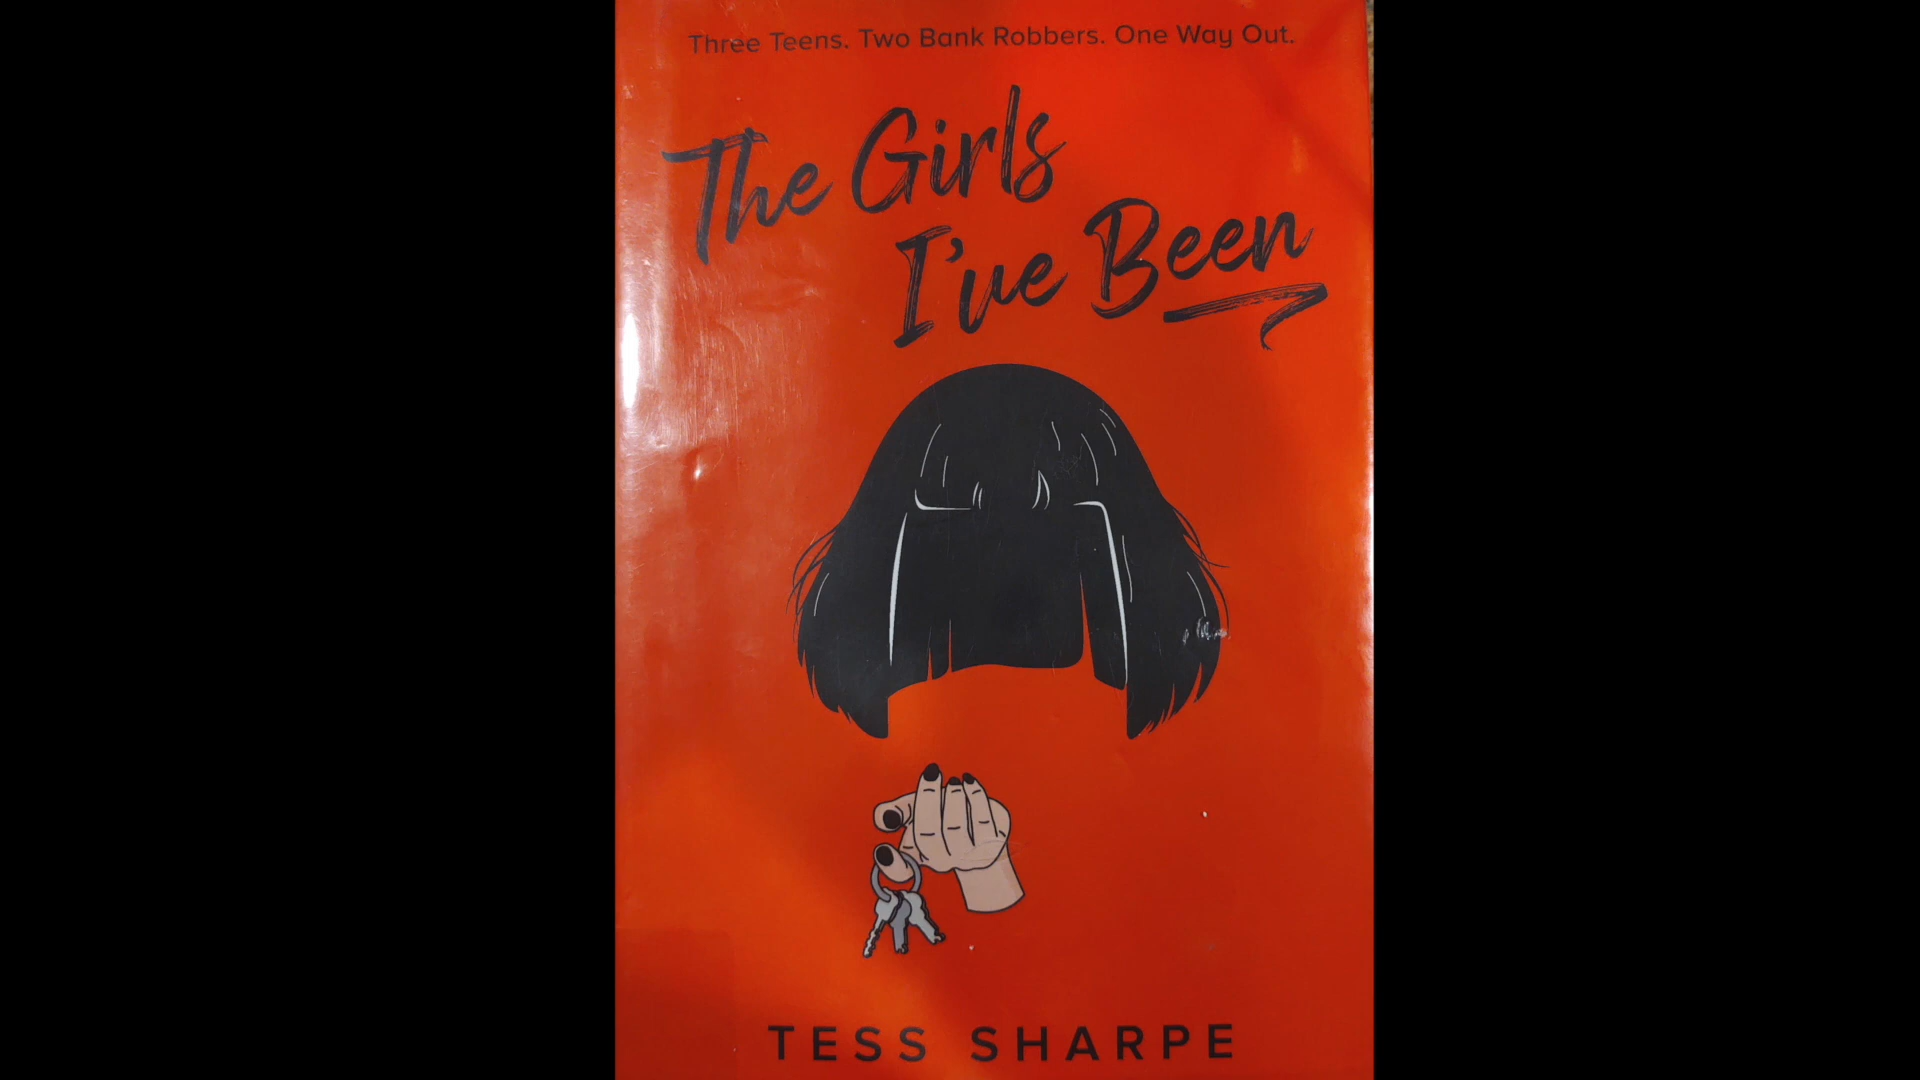 Three Teens. Two Bank Robbers. One Way Out.
The Girls
I've Been
TESS SHARPE